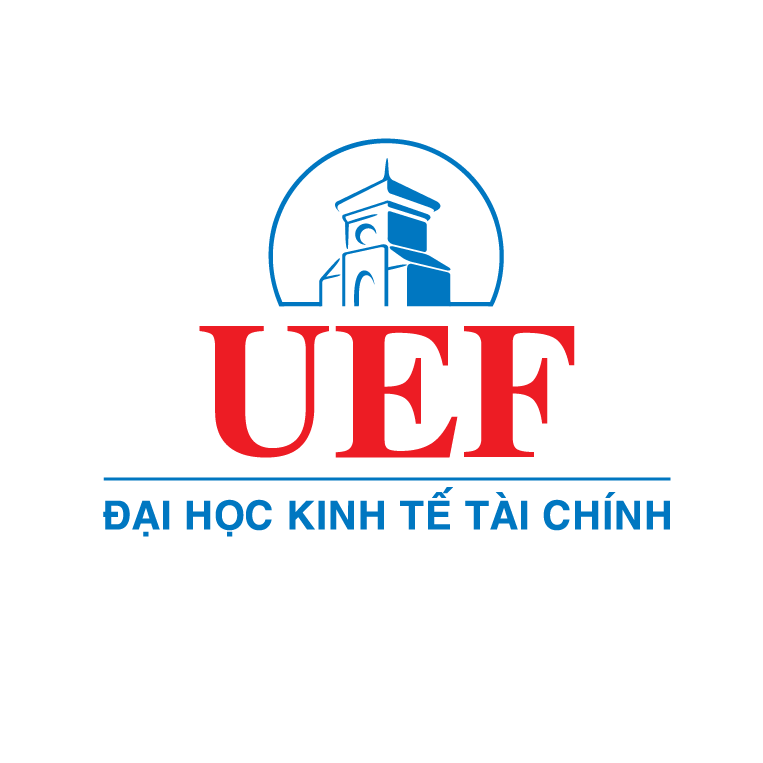 UEF
ĐẠI HỌC KINH TẾ TÀI CHÍNH